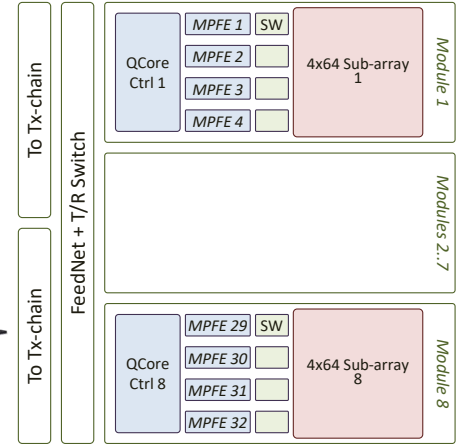 To Tx-chain
To Tx-chain
FeedNet + T/R Switch
QCore
Ctrl 1
MPFE 1
SW
MPFE 2
MPFE 3
MPFE 4
4x64 Sub-array
1
Module 1
Modules 2..7
QCore
Ctrl 8
MPFE 29
SW
MPFE 30
MPFE 31
MPFE 32
4x64 Sub-array
8
Module 8